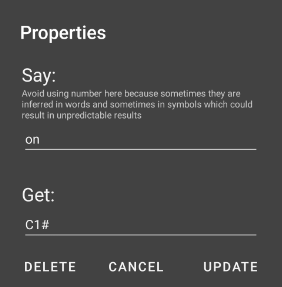 Properties
Say:
Avoid using number here because sometimes they are
inferred in words and sometimes in symbols which could
result in unpredictable results
on
Get:
C1#
DELETE CANCEL UPDATE